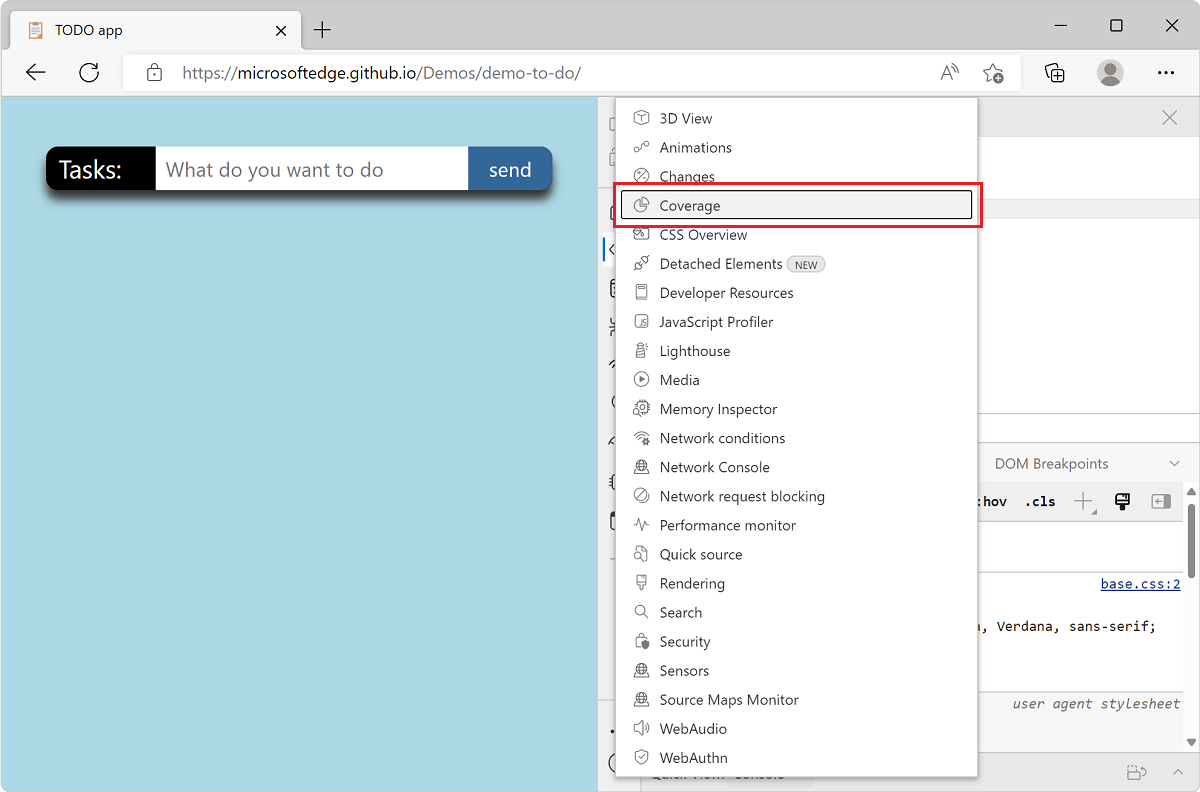 TODO app
https://microsoftedge.github.io/Demos/demo-to-do/
Tasks:
What do you want to do
send
3D View
Animations
Changes
Coverage
CSS Overview
Detached Elements NEW
Developer Resources
JavaScript Profiler
Lighthouse
Media
Memory Inspector
Network conditions
Network Console
Network request blocking
Performance monitor
Quick source
Rendering
Search
Security
Sensors
Source Maps Monitor
WebAudio
WebAuthn
DOM Breakpoints
:hov .cls
base.css:2
, Verdana, sans-serif;
user agent stylesheet